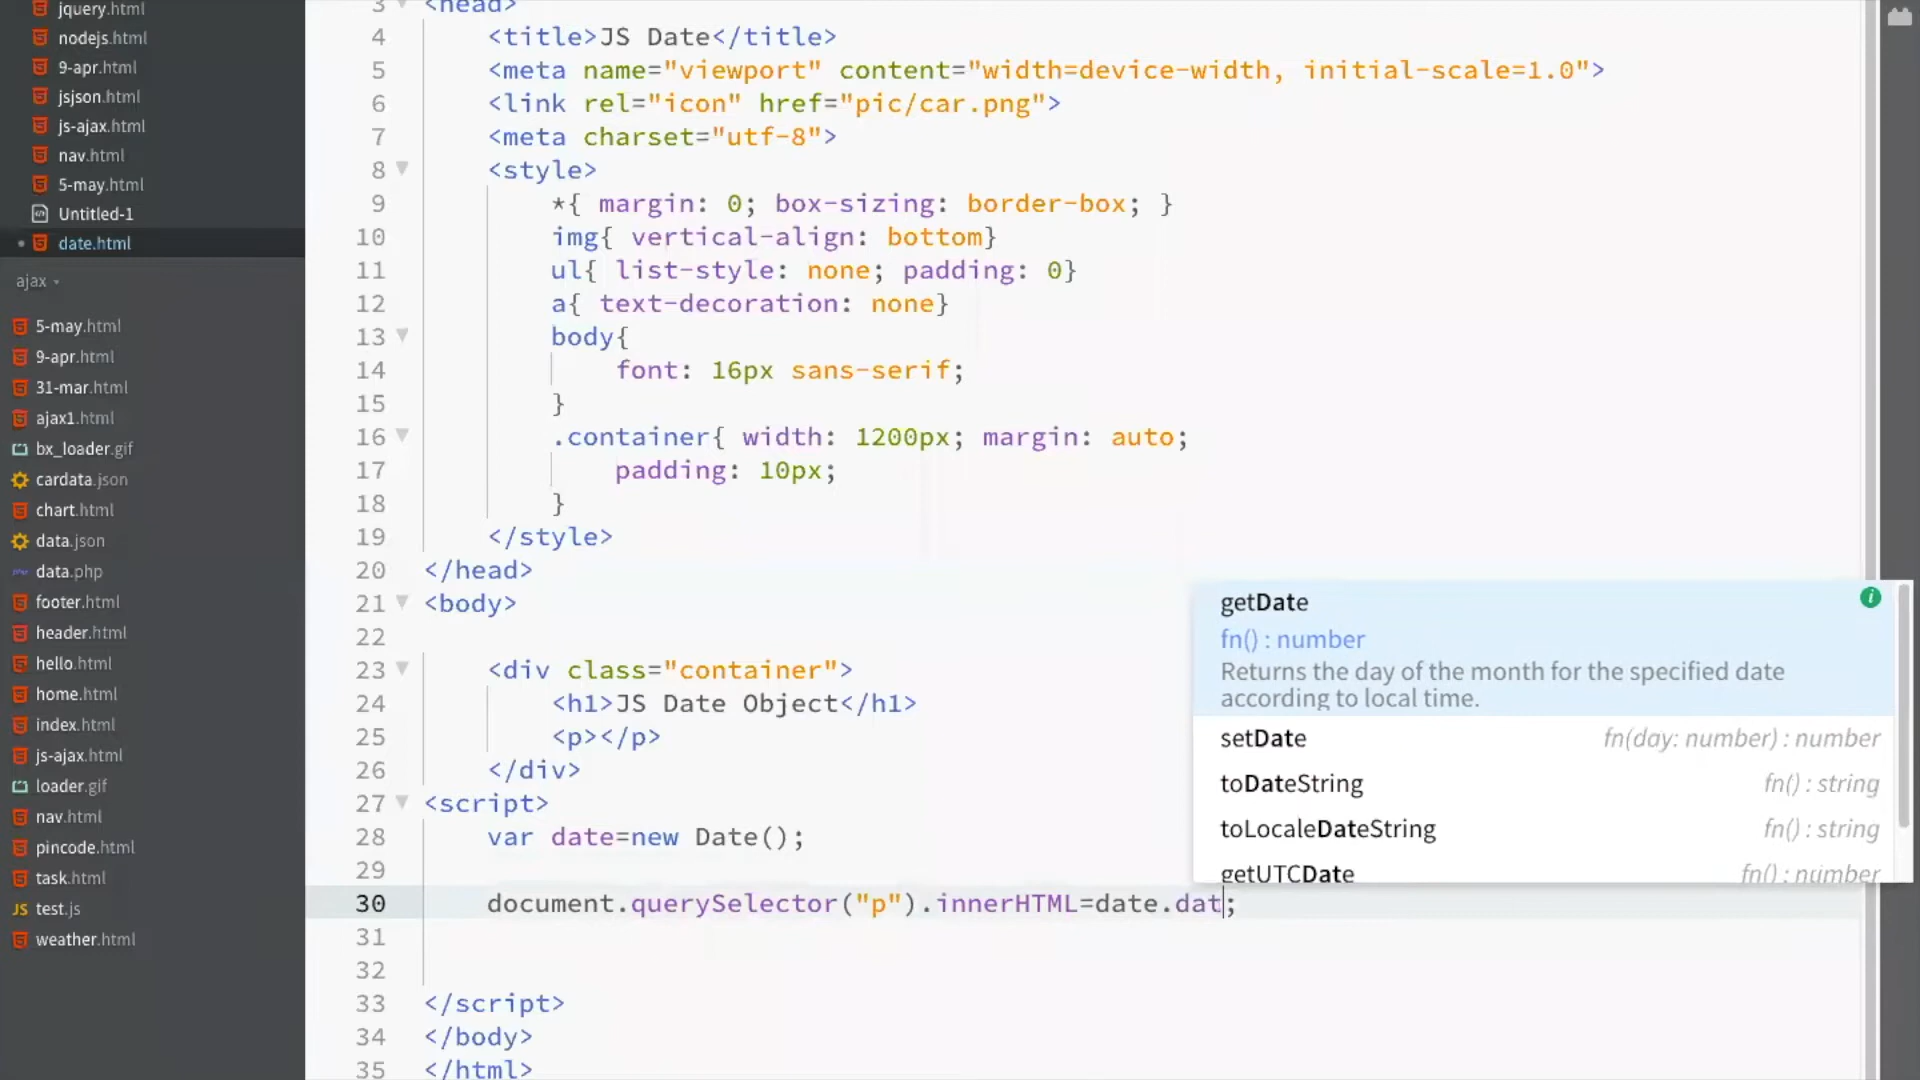 jquery.html
nodejs.html
9-apr.html
jsjson.html
js-ajax.html
nav.html
5-may.html
Untitled-1
date.html
ajax
5-may.html
9-apr.html
31-mar.html
ajax1.html
bx_loader.gif
cardata.json
chart.html
data.json
data.php
footer.html
header.html
hello.html
home.html
index.html
js-ajax.html
loader.gif
nav.html
pincode.html
task.html
JS test.js
weather.html
3 <head>
4 <title>JS Date</title>
5 <meta name="viewport" content="width=device-width, initial-scale=1.0">
6 <link rel="icon" href="pic/car.png">
7 <meta charset="utf-8">
8 <style>
9 *{ margin: 0; box-sizing: border-box; }
10 img{ vertical-align: bottom}
11 ul{ list-style: none; padding: 0}
12 a{ text-decoration: none}
13 body{
14 font: 16px sans-serif;
15 }
16 .container{ width: 1200px; margin: auto;
17 padding: 10px;
18 }
19 </style>
20 </head>
21 <body>
22
23 <div class="container">
24 <h1>JS Date Object</h1>
25 <p></p>
26 </div>
27 <script>
28 var date=new Date();
29
30 document.querySelector("p").innerHTML=date.dat;
31
32
33 </script>
34 </body>
35 </html>
getDate
fn() : number
Returns the day of the month for the specified date
according to local time.
setDate fn(day: number) : number
toDateString fn() : string
toLocaleDateString fn() : string
getUTCDate fn() : number